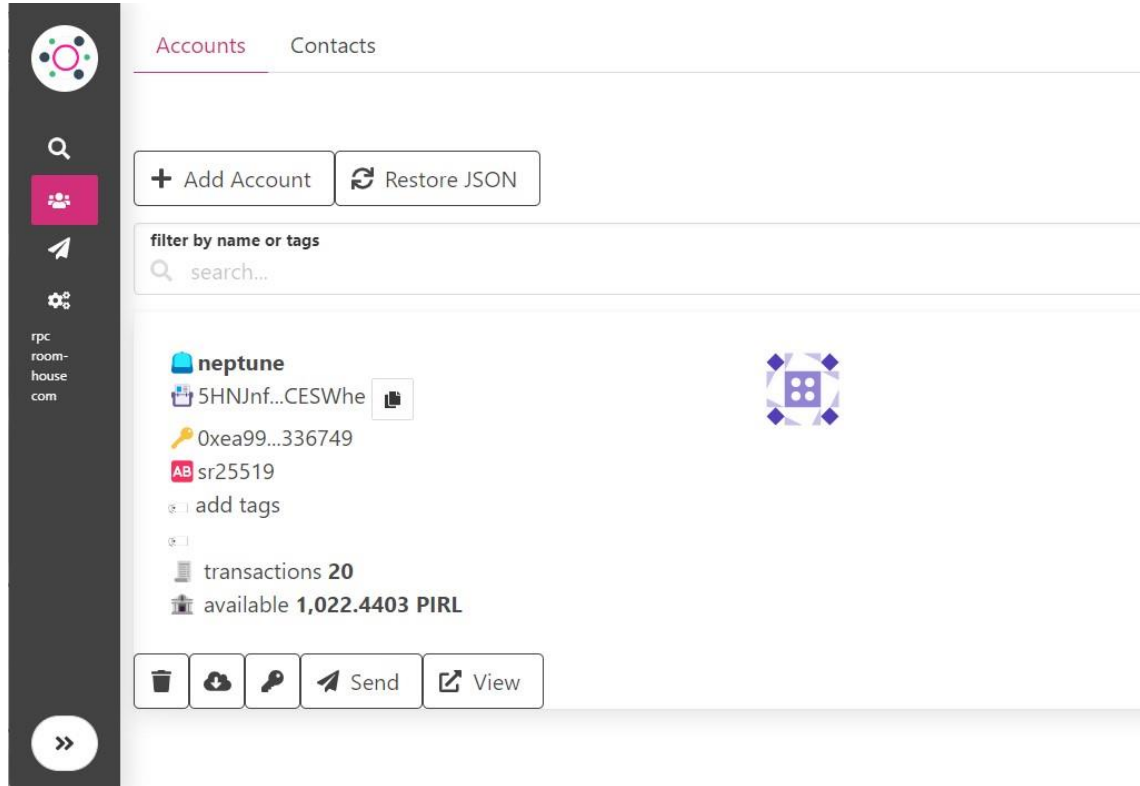 Accounts Contacts
Add Account Restore JSON
filter by name or tags
search...
rpc
room-
house
com
neptune
5HNJnf...CESWhe
0xea99...336749
AB sr25519
add tags
transactions 20
available 1,022.4403 PIRL
Send View